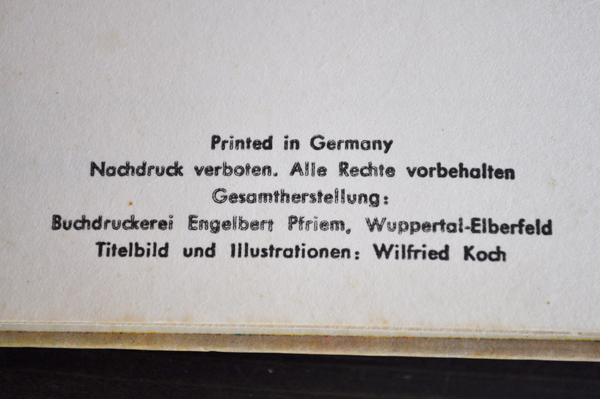 Printed in Germany
Nachdruck verboten. Alle Rechte vorbehalten
Gesamtherstellung:
Buchdruckerei Engelbert Pfriem, Wuppertal-Elberfeld
Titelbild und Illustrationen: Wilfried Koch